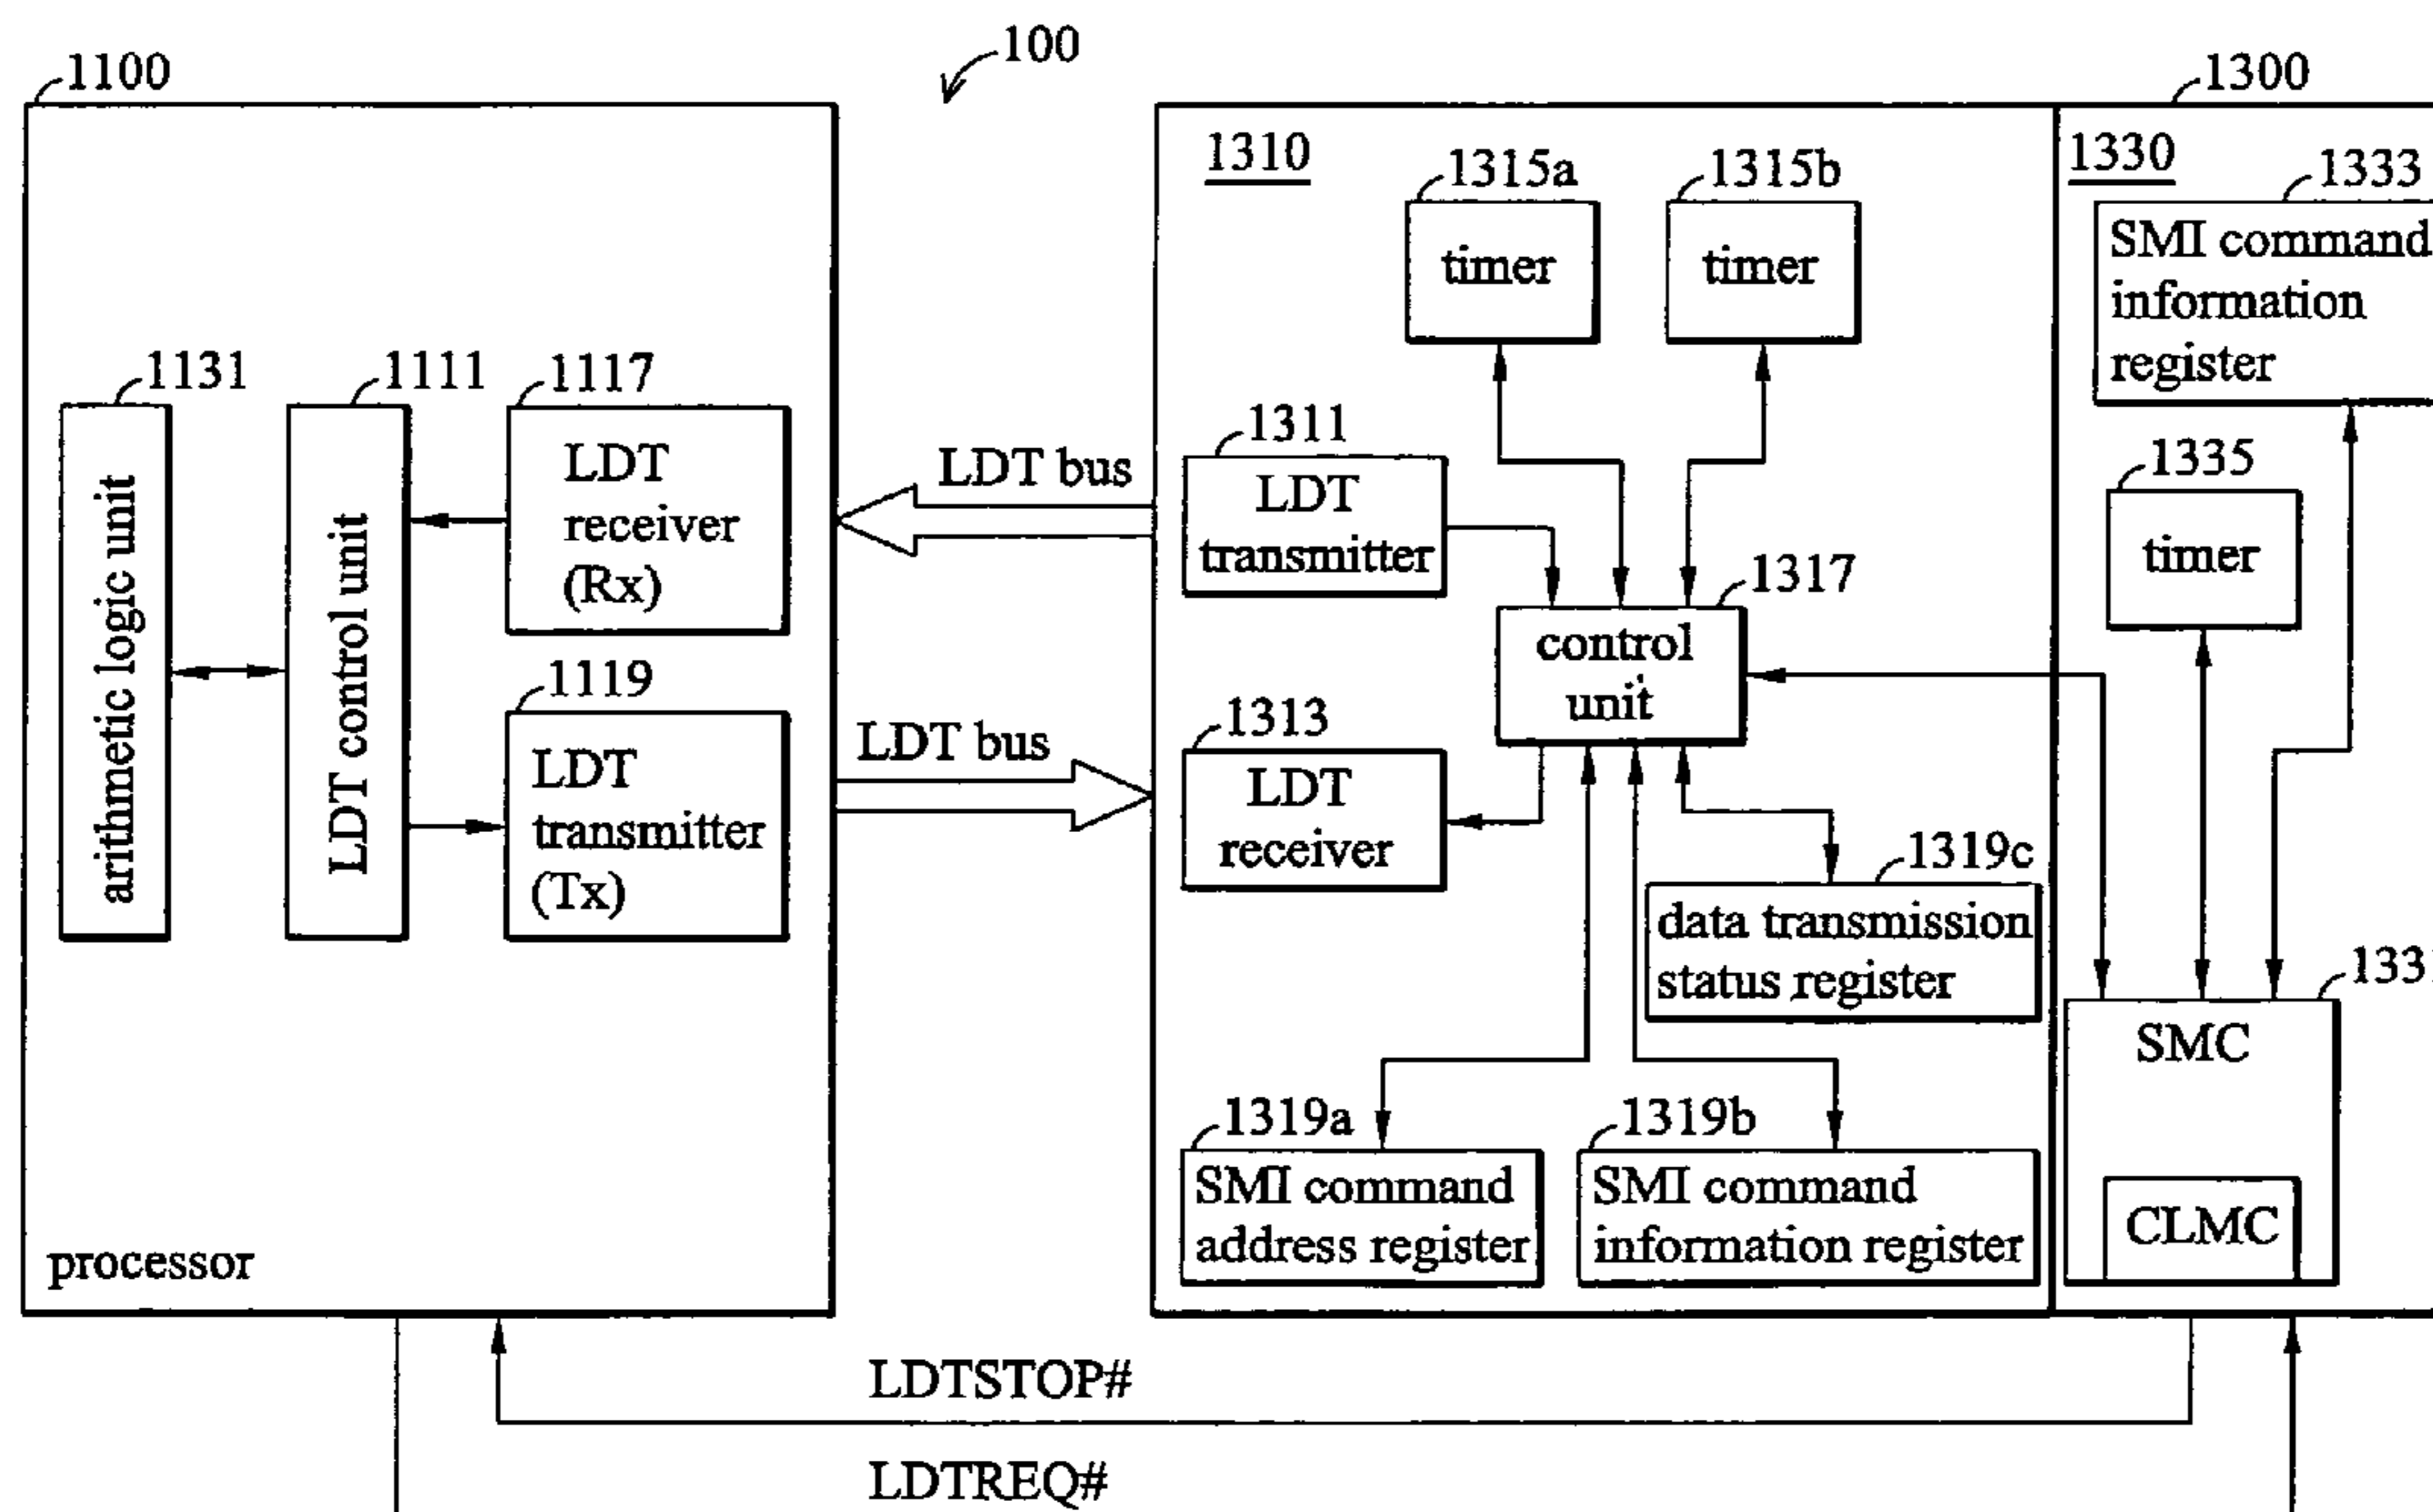 100
1100
1300
1310
1330
1315a
1315b
1333
timer
timer
SMI command
information
register
1131
1111
1117
1311
1335
arithmetic logic unit
LDT control unit
LDT
receiver
(Rx)
LDT bus
LDT
transmitter
timer
1317
control
unit
1119
1313
LDT
transmitter
(Tx)
LDT bus
LDT
receiver
1319c
data transmission
status register
SMC
1319a
1319b
SMI command
address register
SMI command
information register
CLMC
processor
LDTSTOP#
LDTREQ#